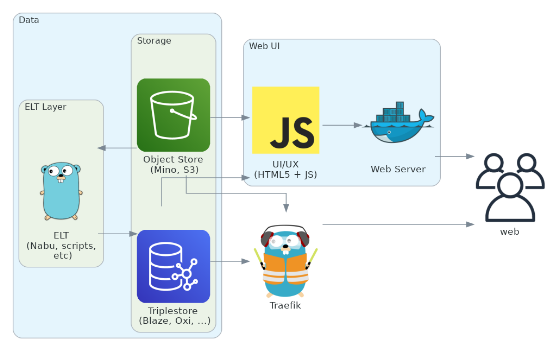 Data
Storage
Web UI
ELT Layer
JS
Object Store
(Mino, S3)
UI/UX
(HTML5 + JS)
Web Server
ELT
(Nabu, scripts,
etc)
web
Triplestore
(Blaze, Oxi, ...)
Traefik